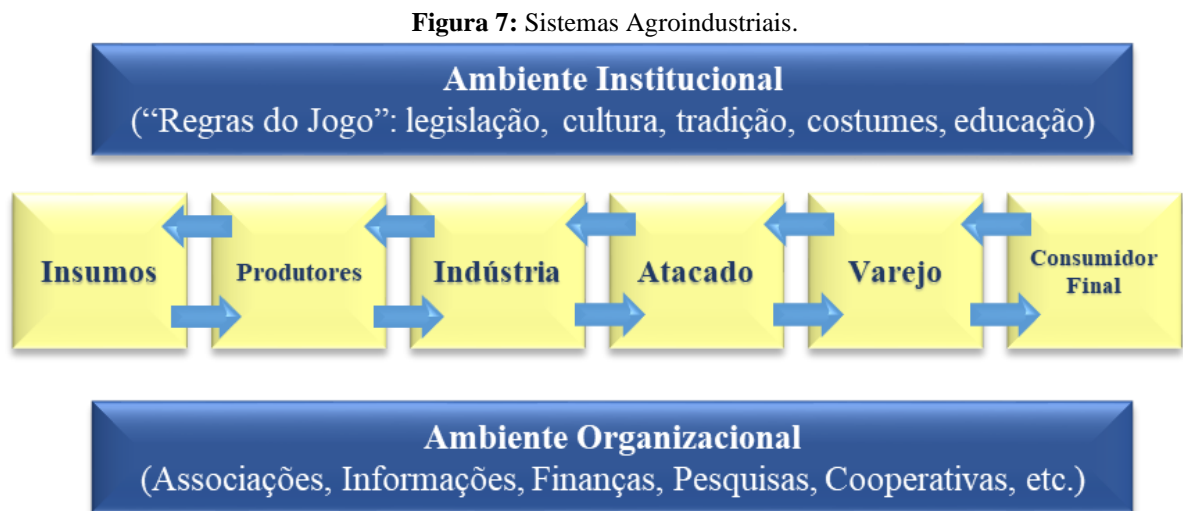 Figura 7: Sistemas Agroindustriais.
Ambiente Institucional
(“Regras do Jogo”: legislação, cultura, tradição, costumes, educação)
Insumos
Produtores
Indústria
Atacado
Varejo
Consumidor
Final
Ambiente Organizacional
(Associações, Informações, Finanças, Pesquisas, Cooperativas, etc.)